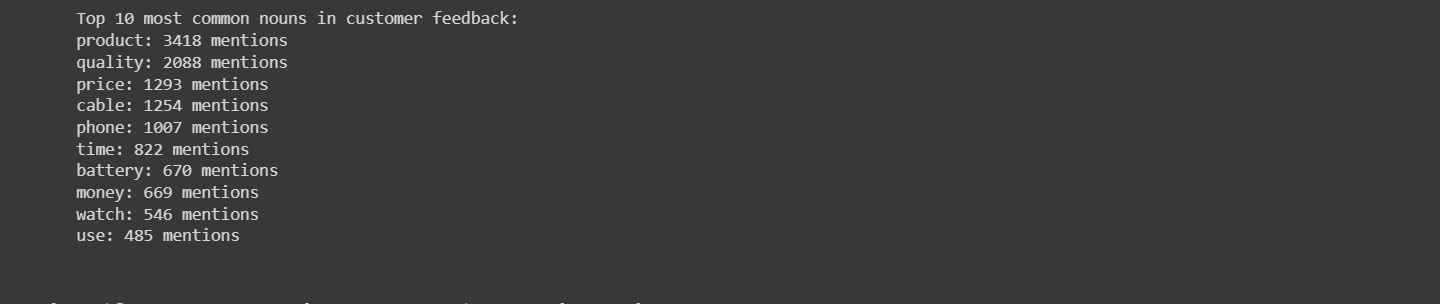 Top 10 most common nouns in customer feedback:
product: 3418 mentions
quality: 2088 mentions
price: 1293 mentions
cable: 1254 mentions
phone: 1007 mentions
time: 822 mentions
battery: 670 mentions
money: 669 mentions
watch: 546 mentions
use: 485 mentions